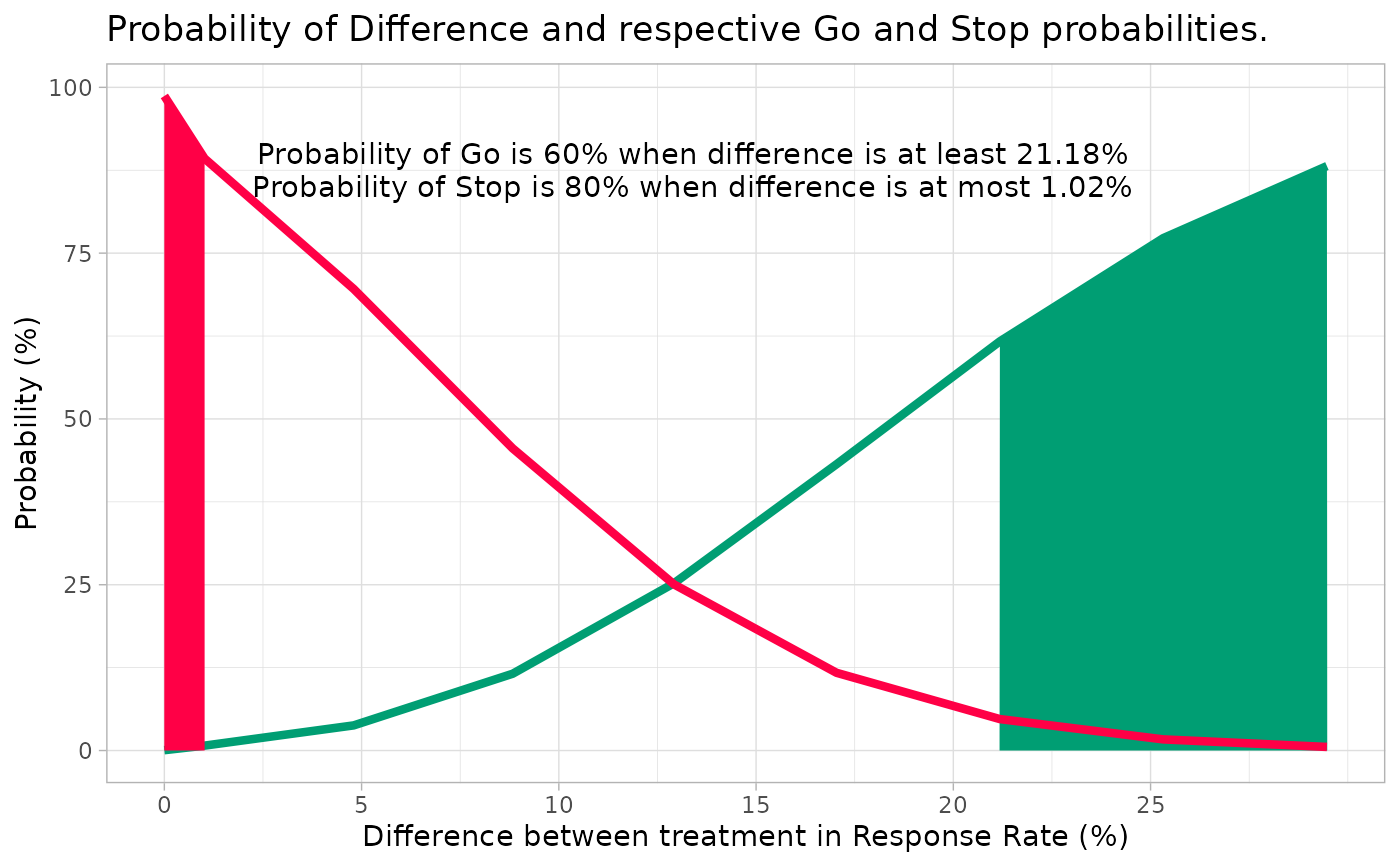 Probability of Difference and respective Go and Stop probabilities.
100
Probability of Go is 60% when difference is at least 21.18%
Probability of Stop is 80% when difference is at most 1.02%
75
50
25
0
Probability (%)
0 5 10 15 20 25
Difference between treatment in Response Rate (%)